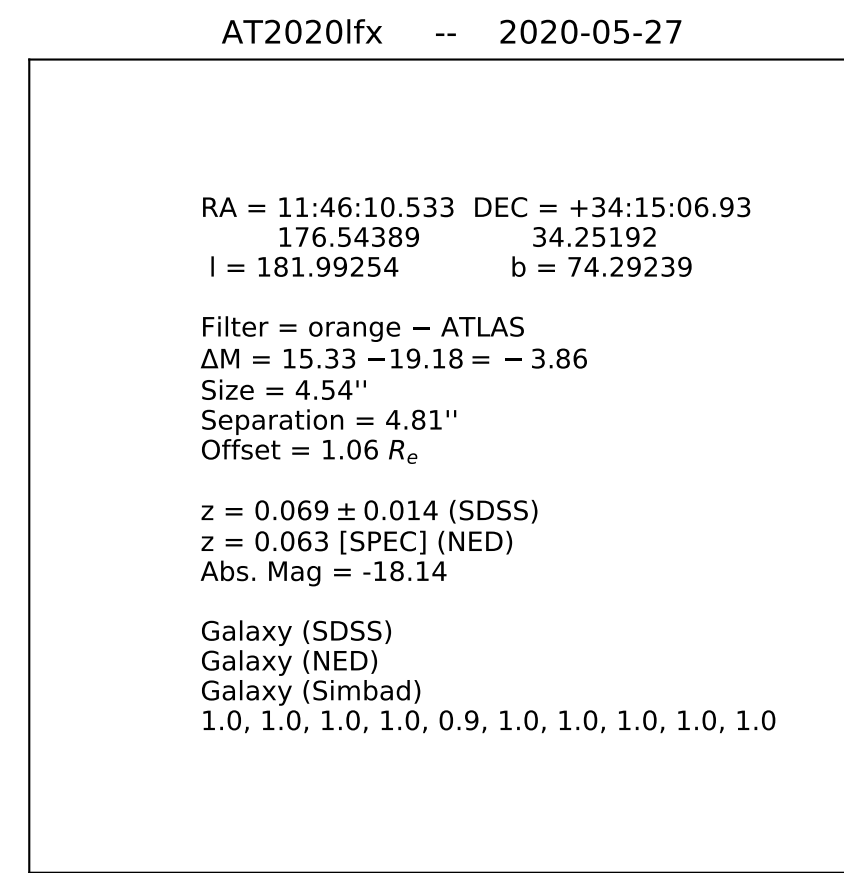 AT2020lfx -- 2020-05-27
RA = 11:46:10.533 DEC = +34:15:06.93
176.54389 34.25192
l = 181.99254 b = 74.29239
Filter = orange − ATLAS
ΔM = 15.33 −19.18 = − 3.86
Size = 4.54''
Separation = 4.81''
Offset = 1.06 Rₑ
z = 0.069 ± 0.014 (SDSS)
z = 0.063 [SPEC] (NED)
Abs. Mag = -18.14
Galaxy (SDSS)
Galaxy (NED)
Galaxy (Simbad)
1.0, 1.0, 1.0, 1.0, 0.9, 1.0, 1.0, 1.0, 1.0, 1.0